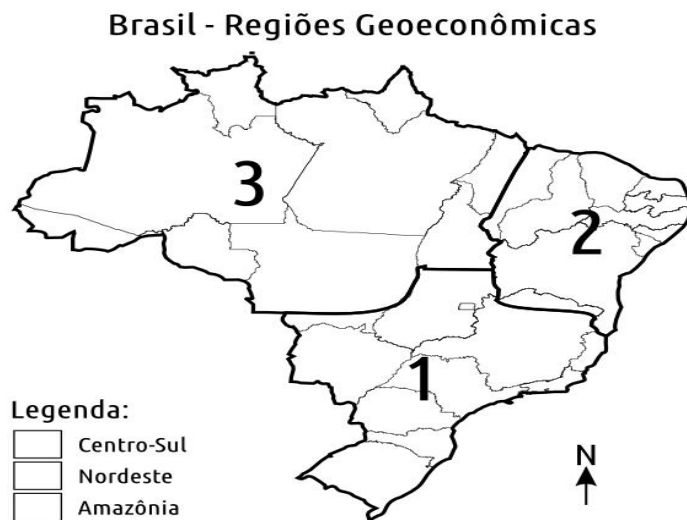 Brasil - Regiões Geoeconômicas
3
2
1
Legenda:
Centro-Sul
Nordeste
Amazônia
N